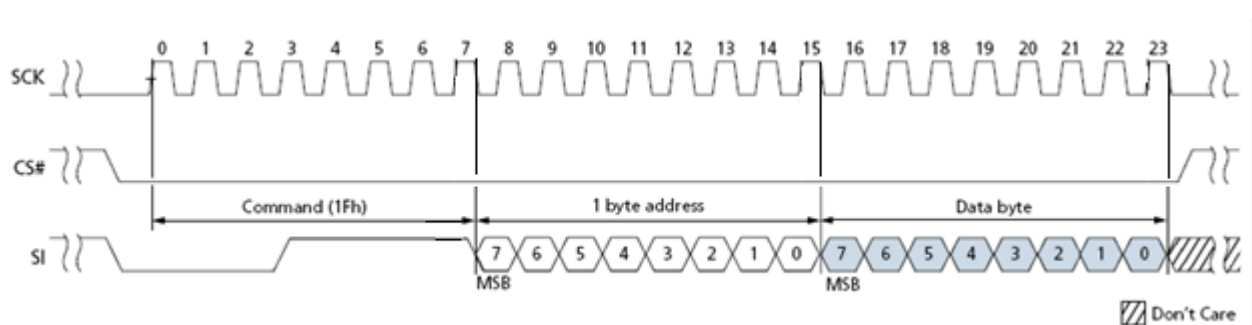 0 1 2 3 4 5 6 7 8 9 10 11 12 13 14 15 16 17 18 19 20 21 22 23
SCK
CS#
Command (1Fh) 1 byte address Data byte
SI 7 6 5 4 3 2 1 0 7 6 5 4 3 2 1 0
MSB MSB
Don't Care